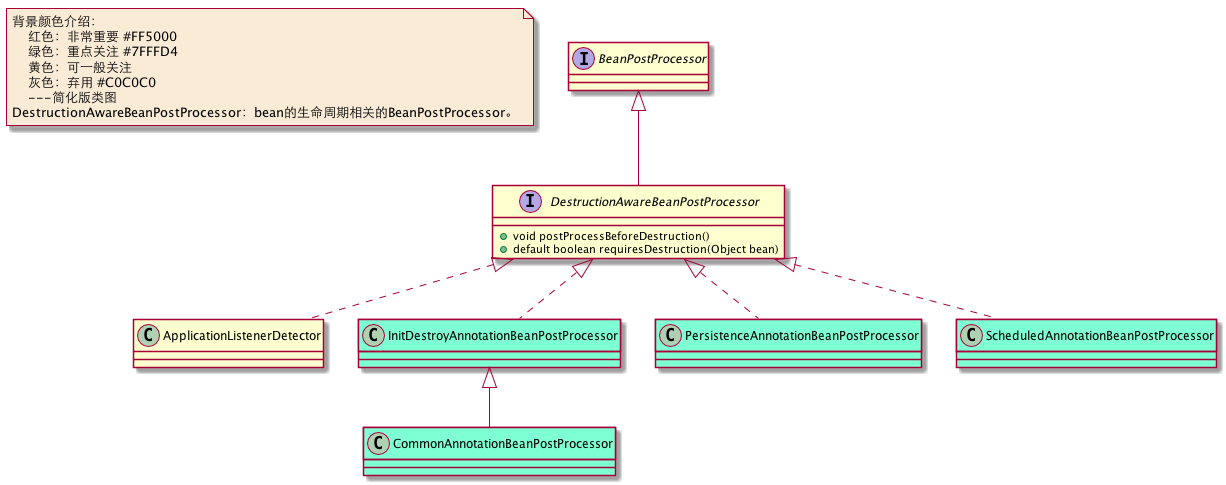 背景颜色介绍：
红色：非常重要 #FF5000
绿色：重点关注 #7FFFD4
黄色：可一般关注
灰色：弃用 #C0C0C0
---简化版类图
DestructionAwareBeanPostProcessor：bean的生命周期相关的BeanPostProcessor。
I BeanPostProcessor
I DestructionAwareBeanPostProcessor
void postProcessBeforeDestruction()
default boolean requiresDestruction(Object bean)
C ApplicationListenerDetector
C InitDestroyAnnotationBeanPostProcessor
C PersistenceAnnotationBeanPostProcessor
C ScheduledAnnotationBeanPostProcessor
C CommonAnnotationBeanPostProcessor